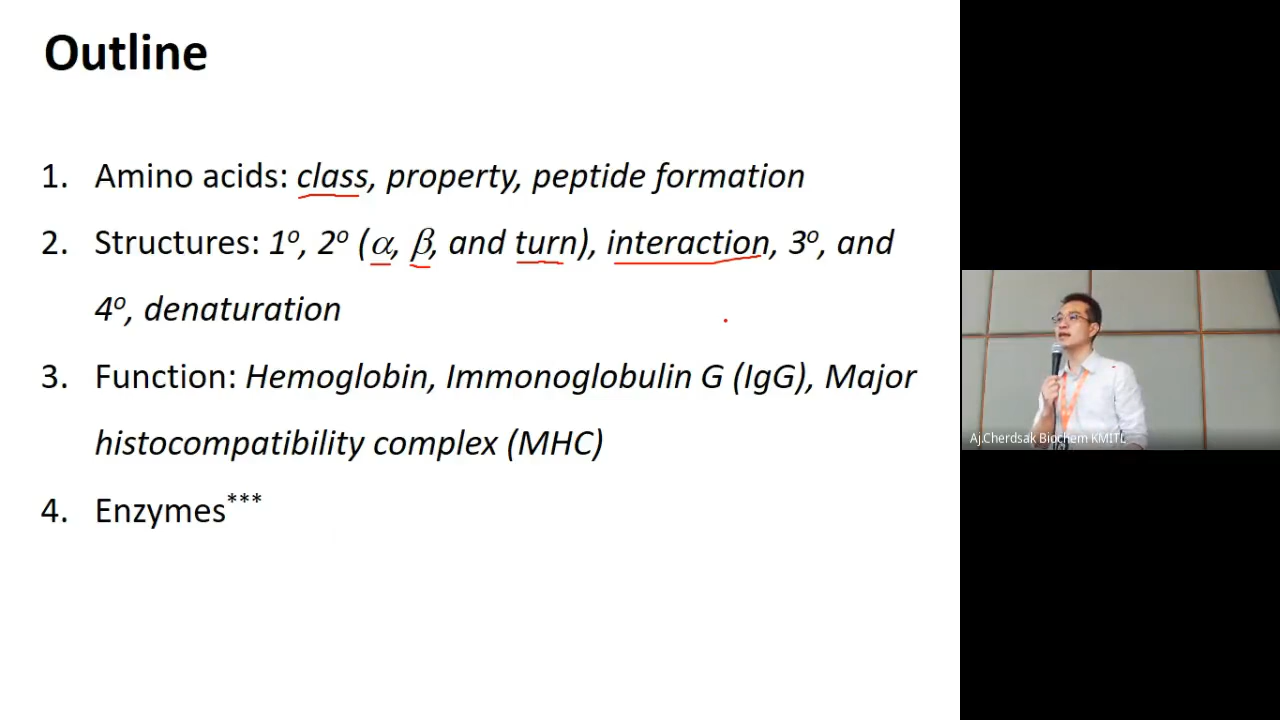 Outline
1. Amino acids: class, property, peptide formation
2. Structures: 1º, 2º (α, β, and turn), interaction, 3º, and
4º, denaturation
3. Function: Hemoglobin, Immonoglobulin G (IgG), Major
histocompatibility complex (MHC)
4. Enzymes***
Aj.Cherdsak Biochem KMITL